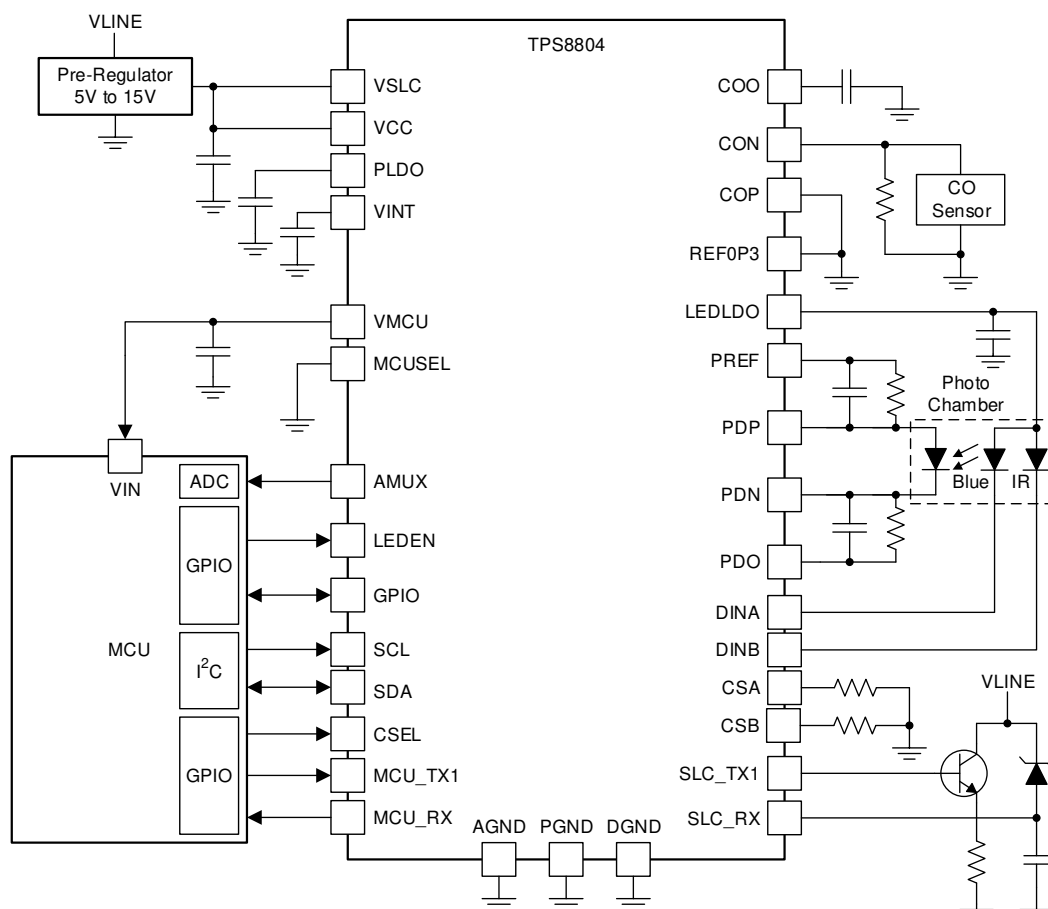 VLINE
TPS8804
Pre-Regulator
5V to 15V
VSLC
VCC
PLDO
VINT
VMCU
MCUSEL
VIN
ADC
AMUX
GPIO
LEDEN
GPIO
MCU
I²C
SCL
SDA
GPIO
CSEL
MCU_TX1
MCU_RX
AGND
PGND
DGND
COO
CON
COP
CO
Sensor
REF0P3
LEDLDO
PREF
Photo
Chamber
PDP
PDN
Blue
IR
PDO
DINA
DINB
CSA
VLINE
CSB
SLC_TX1
SLC_RX